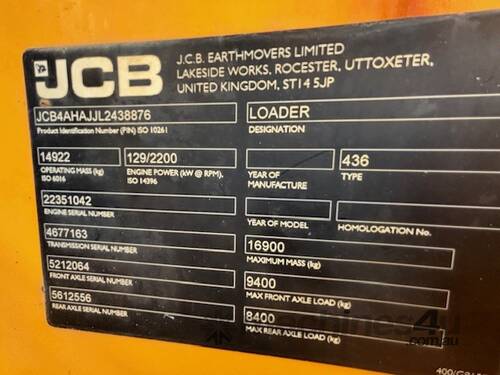 JCB
J.C.B. EARTHMOVERS LIMITED
LAKESIDE WORKS, ROCESTER, UTTOXETER,
UNITED KINGDOM, ST14 5JP
JCB4AHAJJL2438876
Product Identification Number (PIN) ISO 10261
LOADER
DESIGNATION
14922
OPERATING MASS (kg)
ISO 6016
129/2200
ENGINE POWER (kW @ RPM).
ISO 14396
YEAR OF
MANUFACTURE
436
TYPE
22351042
ENGINE SERIAL NUMBER
YEAR OF MODEL
HOMOLOGATION No.
4677163
TRANSMISSION SERIAL NUMBER
16900
MAXIMUM MASS (kg)
5212064
FRONT AXLE SERIAL NUMBER
9400
MAX FRONT AXLE LOAD (kg)
5612556
REAR AXLE SERIAL NUMBER
8400
MAX REAR AXLE LOAD (kg)
machines4u
.com.au